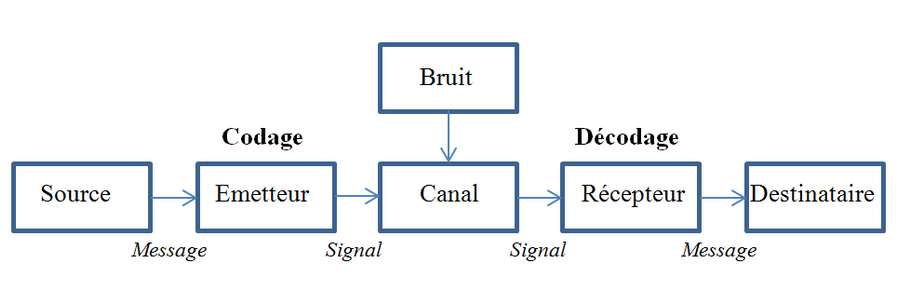 Bruit
Codage
Décodage
Source
Emetteur
Canal
Récepteur
Destinataire
Message
Signal
Signal
Message